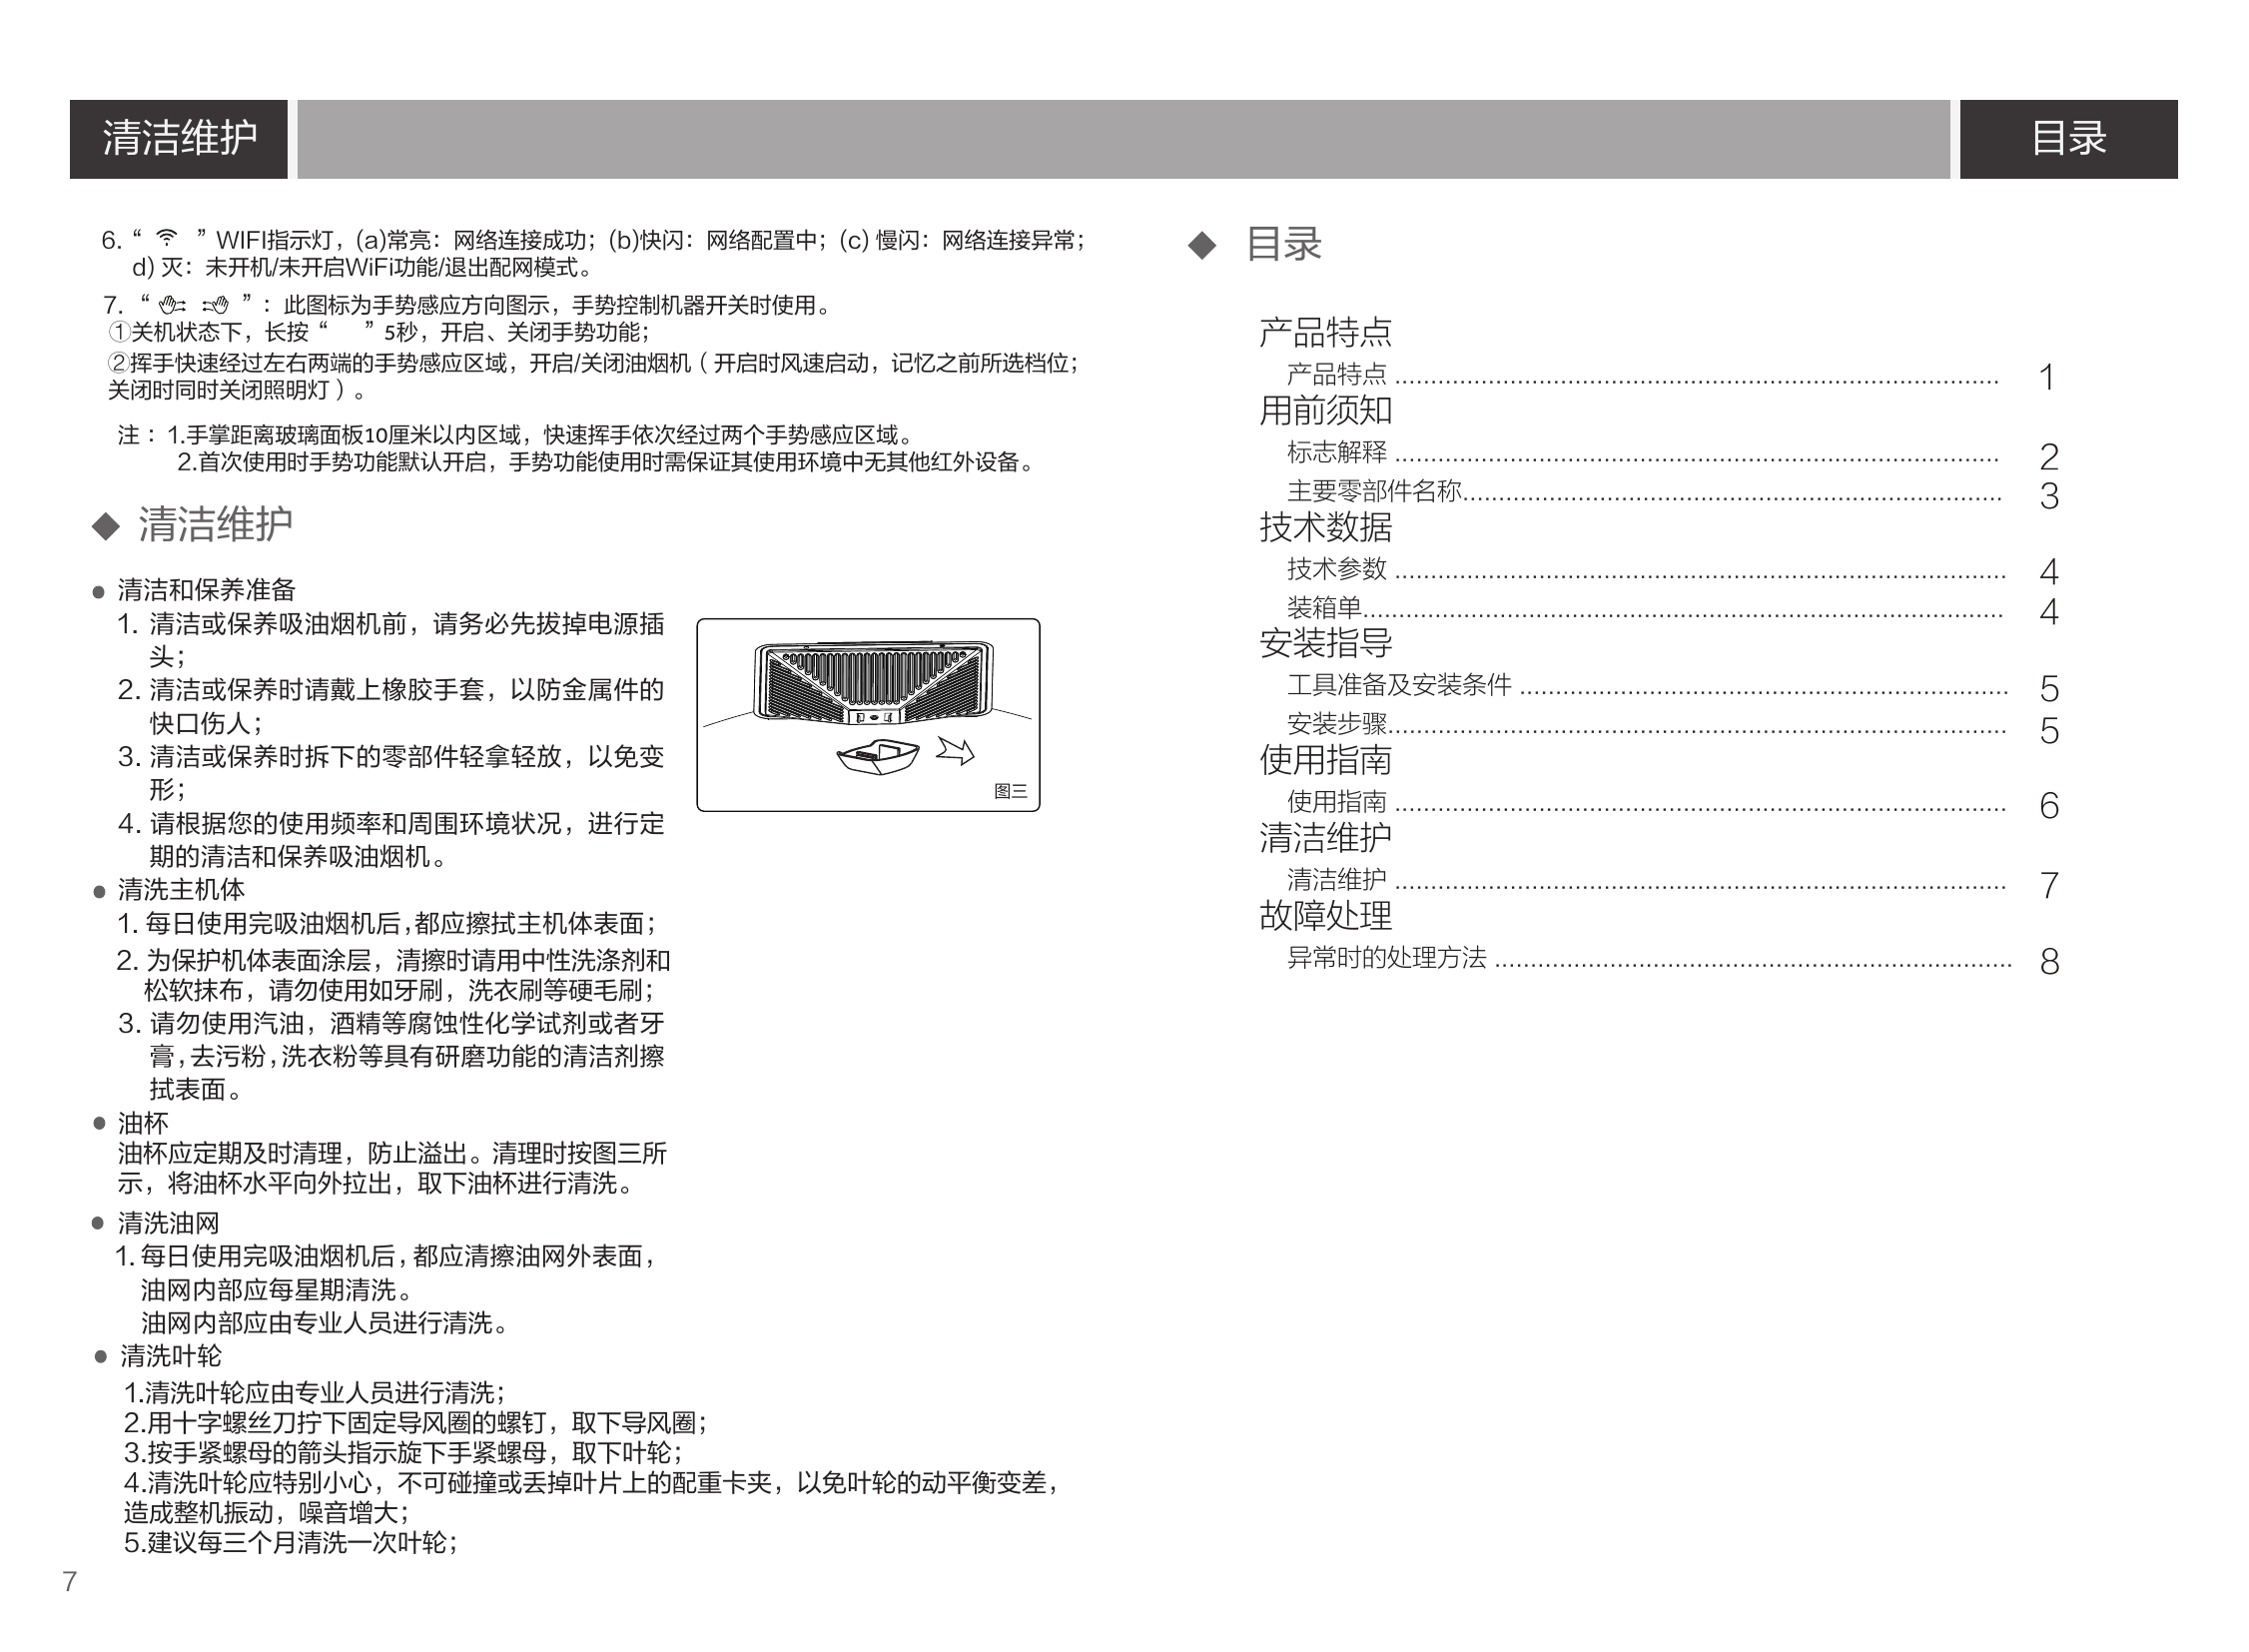 清洁维护
6. “ ” WIFI指示灯，(a)常亮：网络连接成功；(b)快闪：网络配置中；(c) 慢闪：网络连接异常；
d) 灭：未开机/未开启WiFi功能/退出配网模式。
7. “ ” ：此图标为手势感应方向图示，手势控制机器开关时使用。
①关机状态下，长按“ ”5秒，开启、关闭手势功能；
②挥手快速经过左右两端的手势感应区域，开启/关闭油烟机（ 开启时风速启动，记忆之前所选档位；
关闭时同时关闭照明灯 ）。
注 ：1.手掌距离玻璃面板10厘米以内区域，快速挥手依次经过两个手势感应区域。
2.首次使用时手势功能默认开启，手势功能使用时需保证其使用环境中无其他红外设备。
◆ 清洁维护
● 清洁和保养准备
1. 清洁或保养吸油烟机前，请务必先拔掉电源插
头；
2. 清洁或保养时请戴上橡胶手套，以防金属件的
快口伤人；
3. 清洁或保养时拆下的零部件轻拿轻放，以免变
形；
4. 请根据您的使用频率和周围环境状况，进行定
期的清洁和保养吸油烟机。
图三
● 清洗主机体
1. 每日使用完吸油烟机后,都应擦拭主机体表面；
2. 为保护机体表面涂层，清擦时请用中性洗涤剂和
松软抹布，请勿使用如牙刷，洗衣刷等硬毛刷；
3. 请勿使用汽油，酒精等腐蚀性化学试剂或者牙
膏,去污粉,洗衣粉等具有研磨功能的清洁剂擦
拭表面。
● 油杯
油杯应定期及时清理，防止溢出。清理时按图三所
示，将油杯水平向外拉出，取下油杯进行清洗。
● 清洗油网
1. 每日使用完吸油烟机后,都应清擦油网外表面，
油网内部应每星期清洗。
油网内部应由专业人员进行清洗。
● 清洗叶轮
1.清洗叶轮应由专业人员进行清洗；
2.用十字螺丝刀拧下固定导风圈的螺钉，取下导风圈；
3.按手紧螺母的箭头指示旋下手紧螺母，取下叶轮；
4.清洗叶轮应特别小心，不可碰撞或丢掉叶片上的配重卡夹，以免叶轮的动平衡变差，
造成整机振动，噪音增大；
5.建议每三个月清洗一次叶轮；
7
目录
◆ 目录
产品特点
产品特点 ........ 1
用前须知
标志解释 ........ 2
主要零部件名称........ 3
技术数据
技术参数 ........ 4
装箱单........ 4
安装指导
工具准备及安装条件 ........ 5
安装步骤........ 5
使用指南
使用指南 ........ 6
清洁维护
清洁维护 ........ 7
故障处理
异常时的处理方法 ........ 8